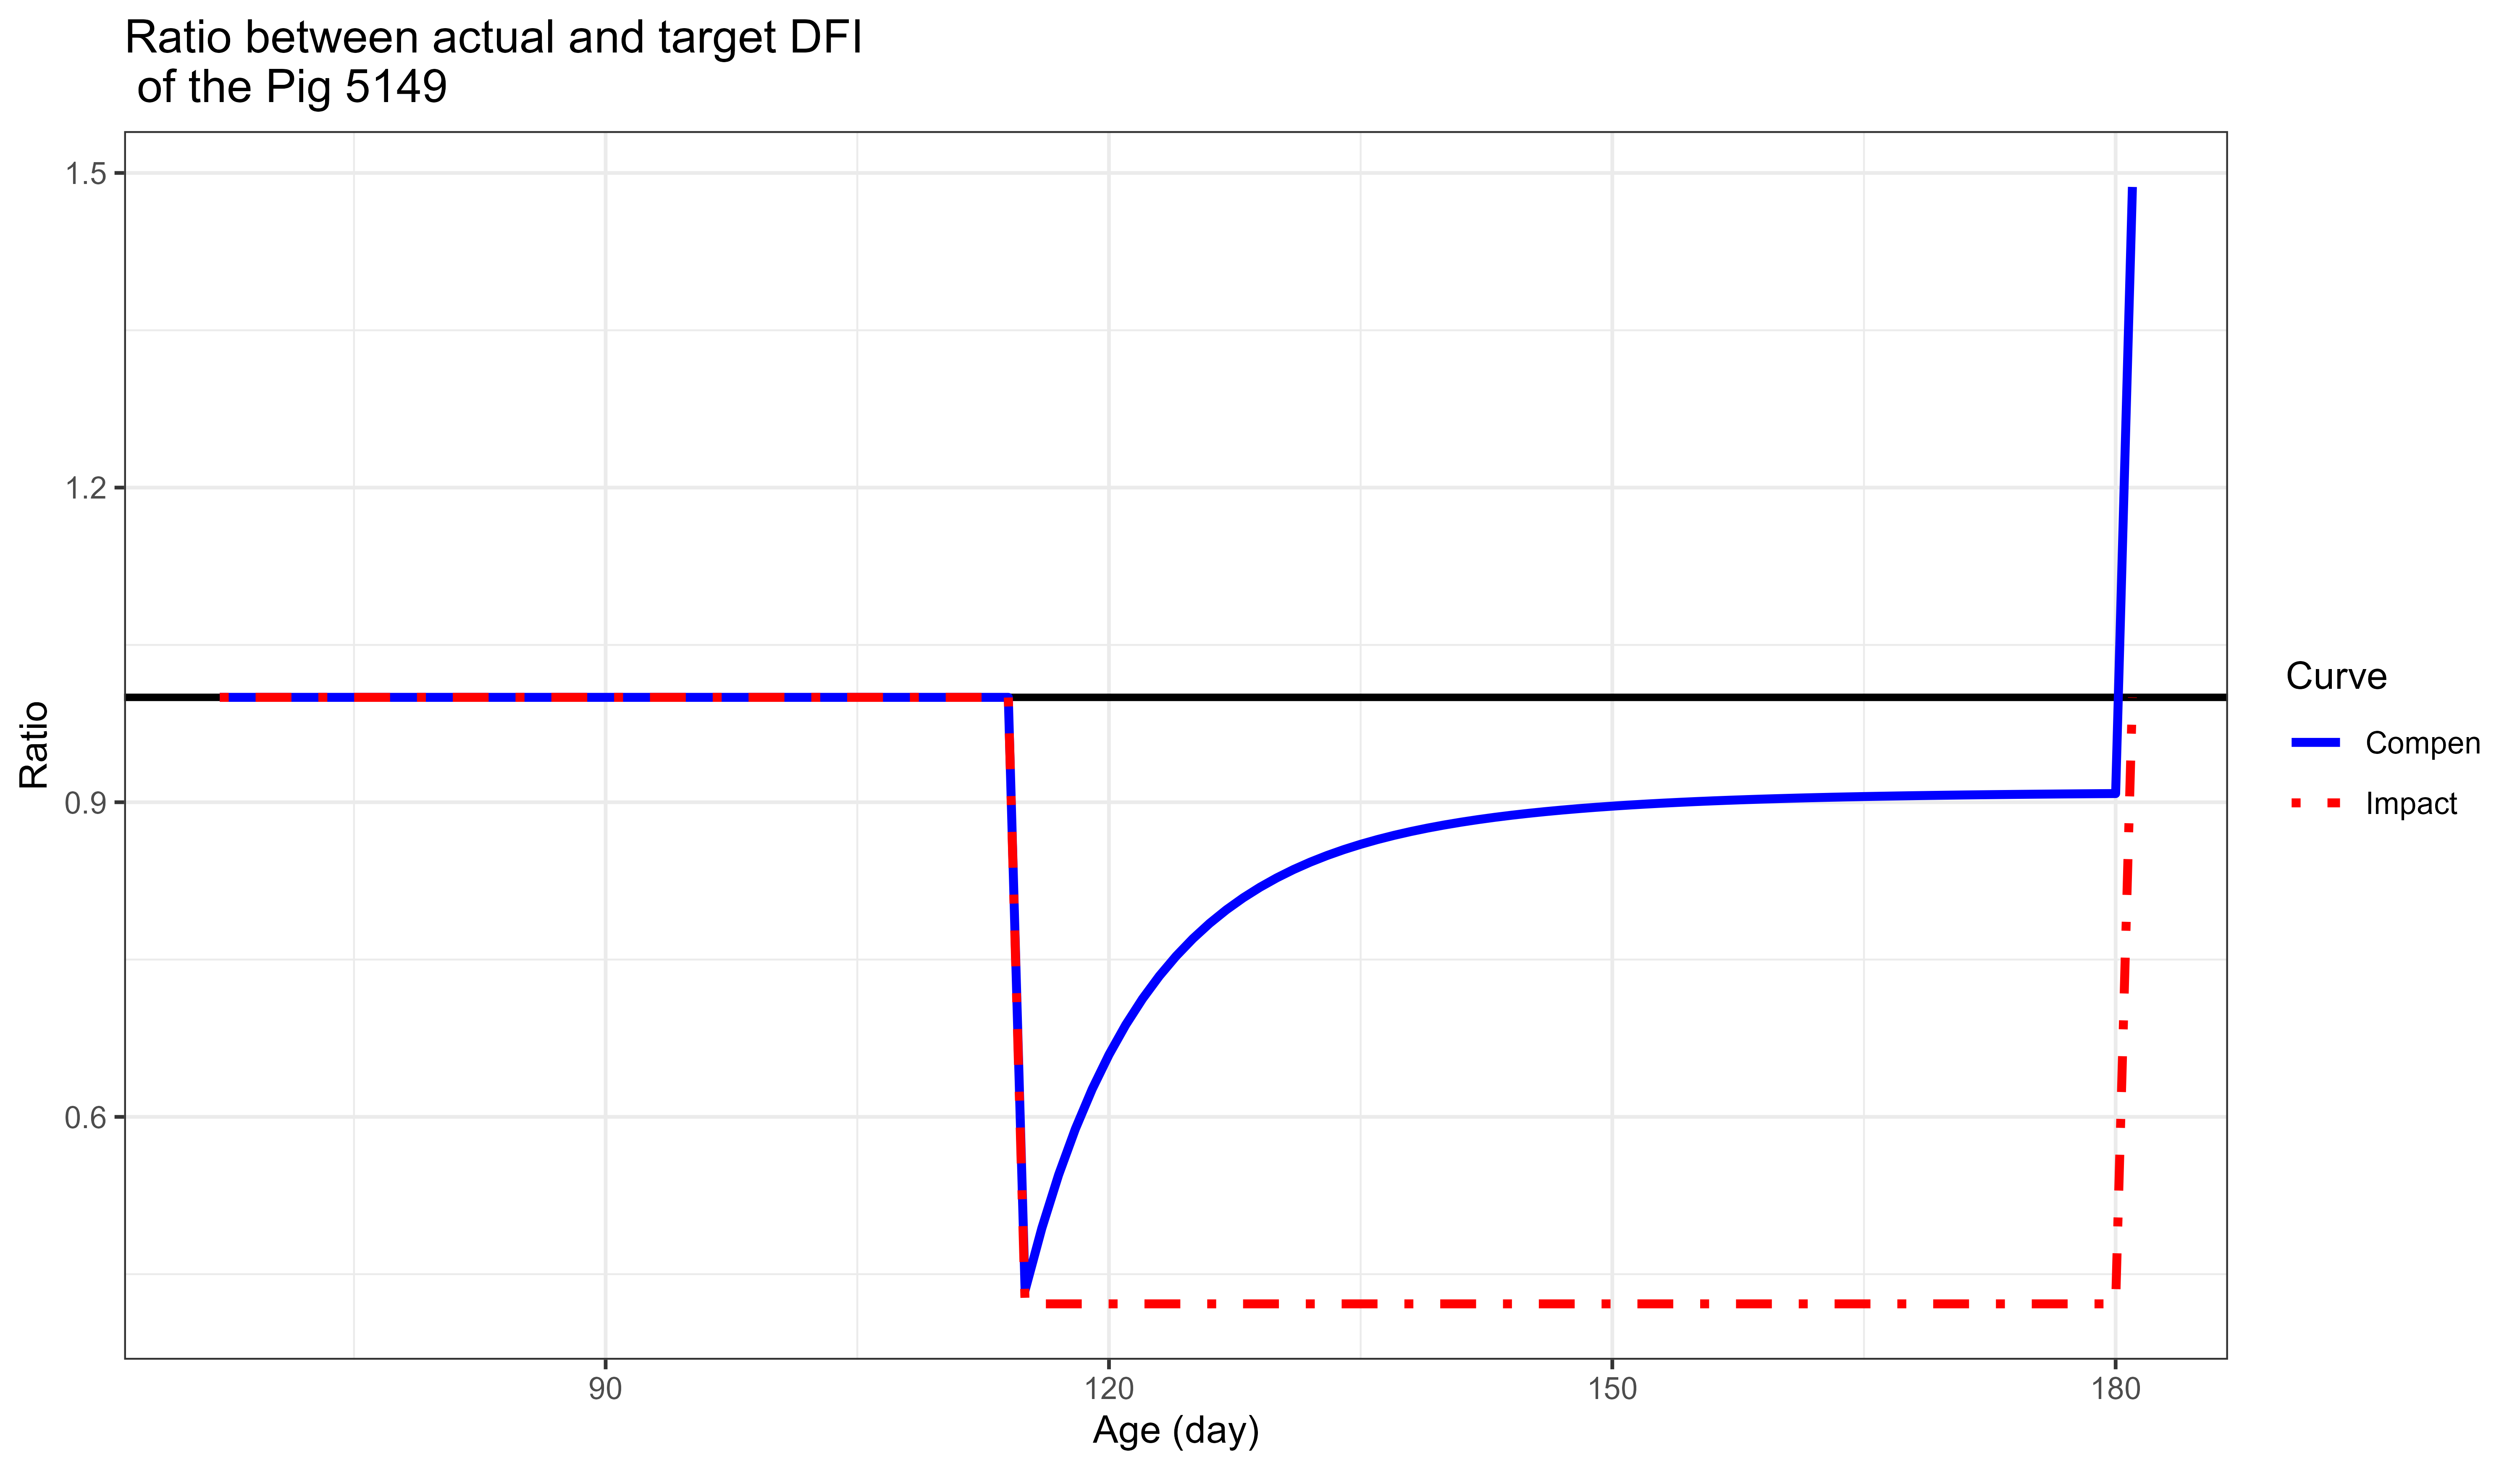 Ratio between actual and target DFI
of the Pig 5149
1.5
1.2
0.9
0.6
Ratio
90
120
150
180
Age (day)
Curve
Compen
Impact